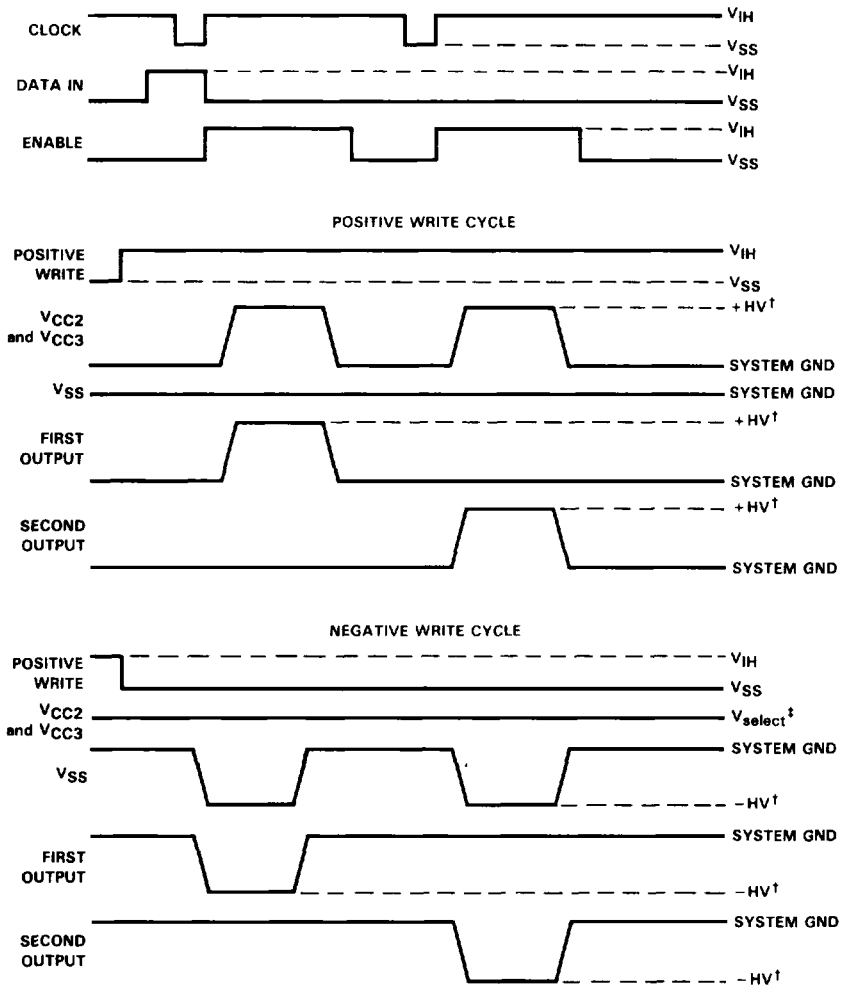 CLOCK
VIH
VSS
DATA IN
VIH
VSS
ENABLE
VIH
VSS
POSITIVE WRITE CYCLE
POSITIVE
WRITE
VIH
VSS
VCC2
and VCC3
+HV†
SYSTEM GND
VSS
SYSTEM GND
FIRST
OUTPUT
+HV†
SYSTEM GND
SECOND
OUTPUT
+HV†
SYSTEM GND
NEGATIVE WRITE CYCLE
POSITIVE
WRITE
VIH
VSS
VCC2
and VCC3
Vselect‡
VSS
SYSTEM GND
−HV†
FIRST
OUTPUT
SYSTEM GND
−HV†
SECOND
OUTPUT
SYSTEM GND
−HV†